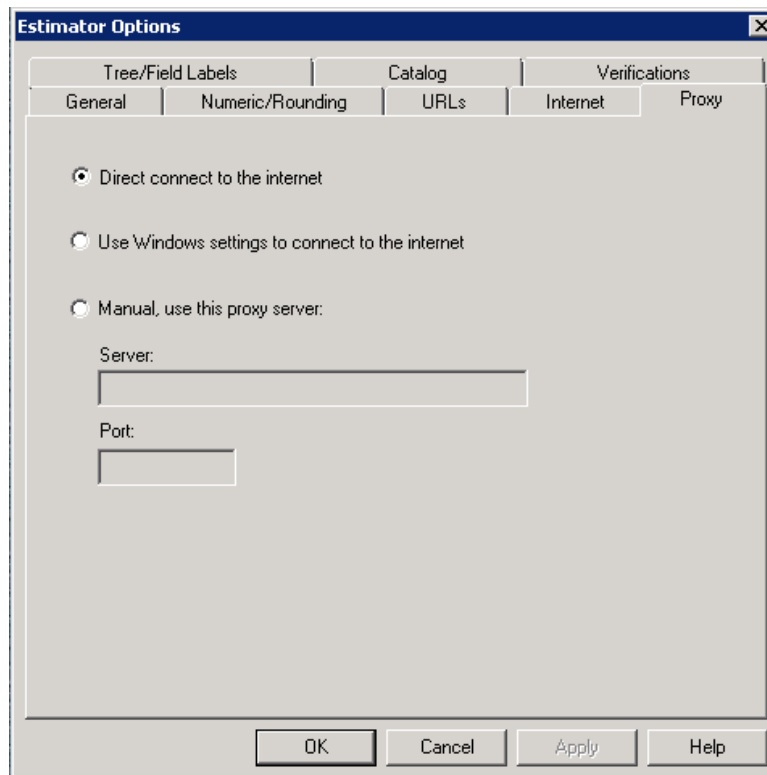 Estimator Options
Tree/Field Labels Catalog Verifications
General Numeric/Rounding URLs Internet Proxy
Direct connect to the internet
Use Windows settings to connect to the internet
Manual, use this proxy server:
Server:
Port:
OK Cancel Apply Help